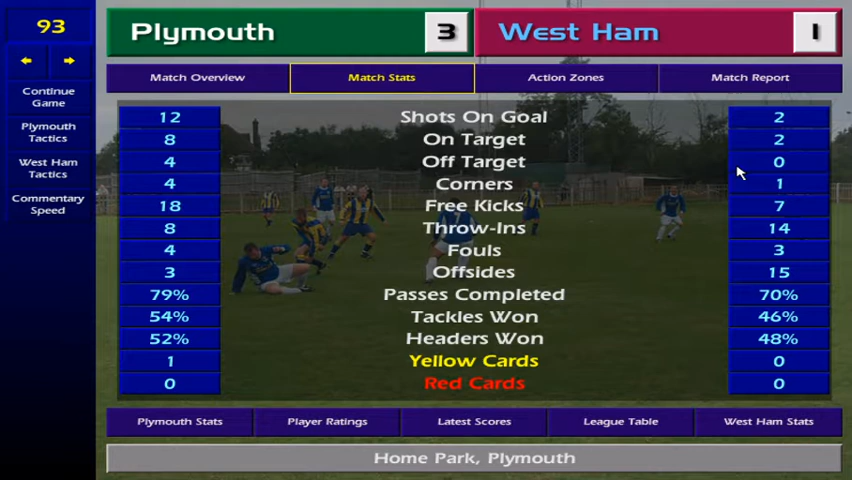 93
Plymouth 3 West Ham 1
Match Overview Match Stats Action Zones Match Report
Continue
Game
Plymouth
Tactics
West Ham
Tactics
Commentary
Speed
12 Shots On Goal 2
8 On Target 2
4 Off Target 0
4 Corners 1
18 Free Kicks 7
8 Throw-Ins 14
4 Fouls 3
3 Offsides 15
79% Passes Completed 70%
54% Tackles Won 46%
52% Headers Won 48%
1 Yellow Cards 0
0 Red Cards 0
Plymouth Stats Player Ratings Latest Scores League Table West Ham Stats
Home Park, Plymouth